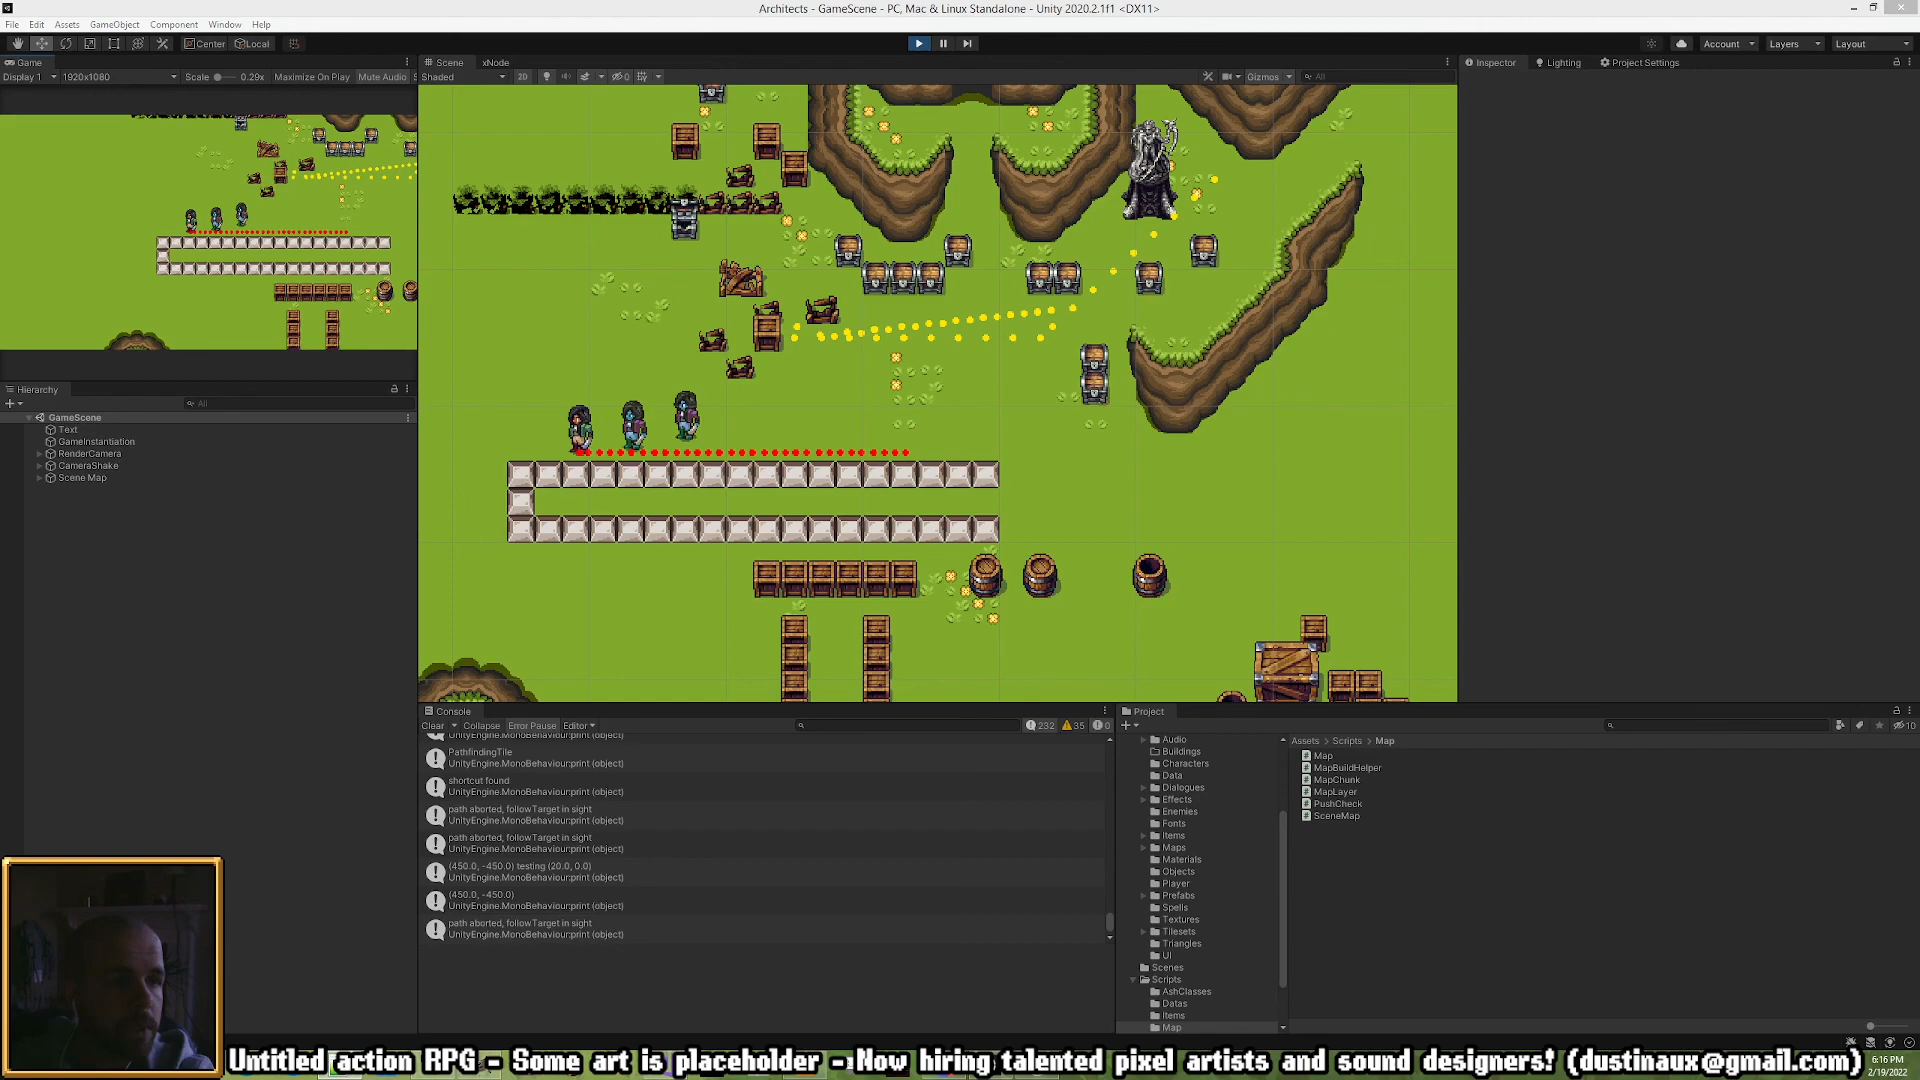 Architects - GameScene - PC, Mac & Linux Standalone - Unity 2020.2.1f1 <DX11>
File Edit Assets GameObject Component Window Help
Center Local
Account Layers Layout
Game
Display 1 1920x1080 Scale 0.29x Maximize On Play Mute Audio S
Scene xNode
Shaded 2D 0 Gizmos All
Inspector Lighting Project Settings
Hierarchy
All
GameScene
Text
GameInstantiation
RenderCamera
CameraShake
Scene Map
Console
Clear Collapse Error Pause Editor 232 35 0
UnityEngine.MonoBehaviour:print (object)
PathfindingTile
UnityEngine.MonoBehaviour:print (object)
shortcut found
UnityEngine.MonoBehaviour:print (object)
path aborted, followTarget in sight
UnityEngine.MonoBehaviour:print (object)
path aborted, followTarget in sight
UnityEngine.MonoBehaviour:print (object)
(450.0, -450.0) testing (20.0, 0.0)
UnityEngine.MonoBehaviour:print (object)
(450.0, -450.0)
UnityEngine.MonoBehaviour:print (object)
path aborted, followTarget in sight
UnityEngine.MonoBehaviour:print (object)
Project
10
Audio
Buildings
Characters
Data
Dialogues
Effects
Enemies
Fonts
Items
Maps
Materials
Objects
Player
Prefabs
Spells
Textures
Tilesets
Triangles
UI
Scenes
Scripts
AshClasses
Datas
Items
Map
Assets > Scripts > Map
Map
MapBuildHelper
MapChunk
MapLayer
PushCheck
SceneMap
Untitled action RPG - Some art is placeholder - Now hiring talented pixel artists and sound designers! (dustinaux@gmail.com)
6:16 PM
2/19/2022